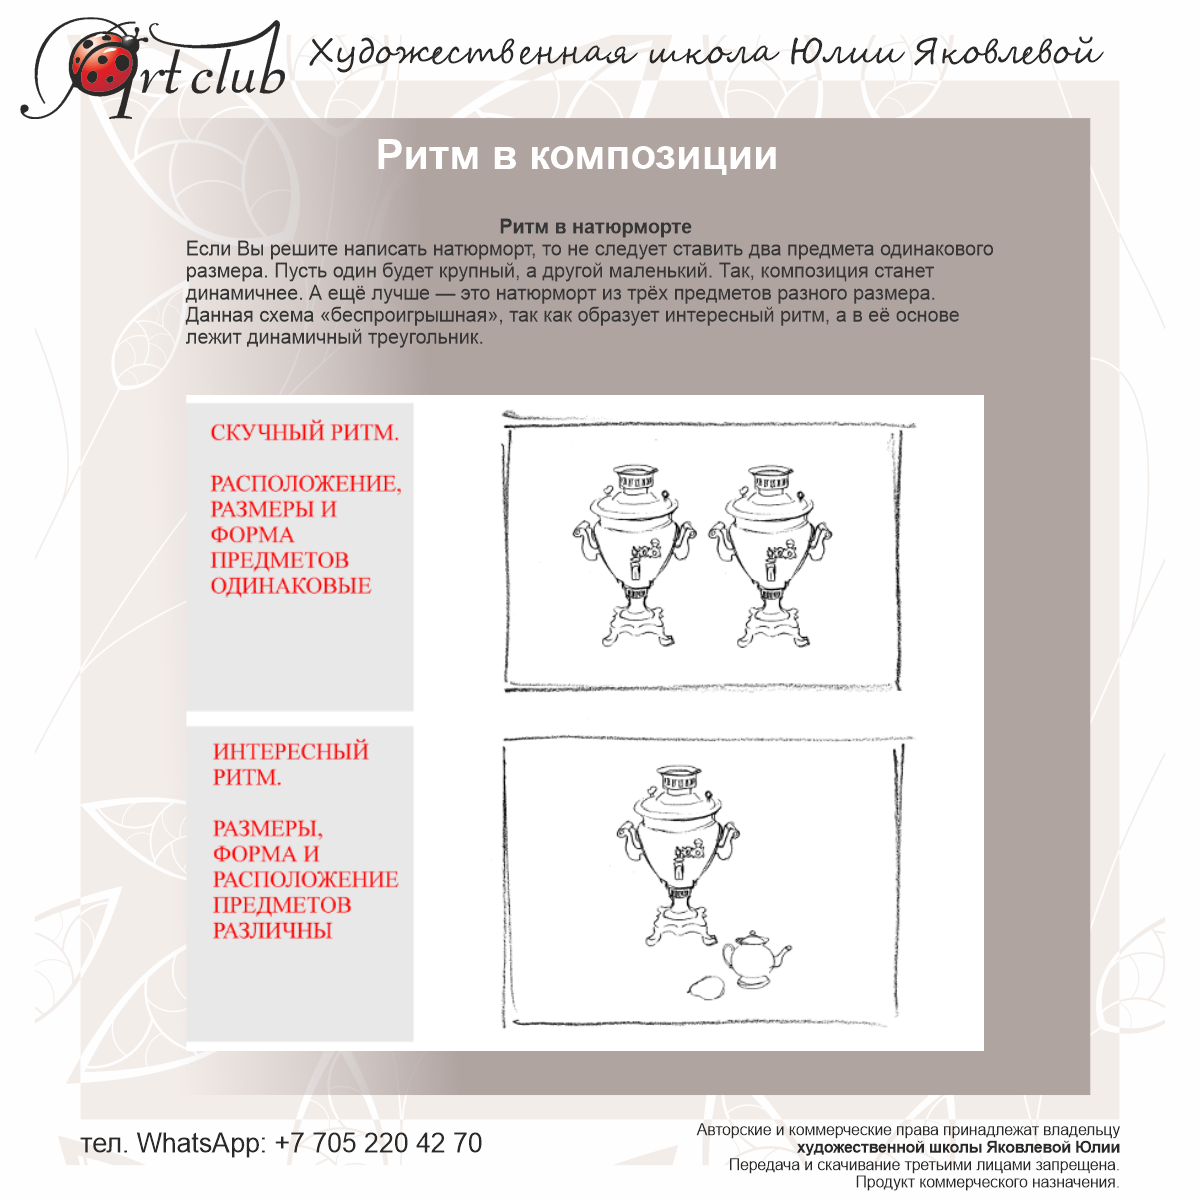 Art club
Художественная школа Юлии Яковлевой
Ритм в композиции
Ритм в натюрморте
Если Вы решите написать натюрморт, то не следует ставить два предмета одинакового
размера. Пусть один будет крупный, а другой маленький. Так, композиция станет
динамичнее. А ещё лучше — это натюрморт из трёх предметов разного размера.
Данная схема «беспроигрышная», так как образует интересный ритм, а в её основе
лежит динамичный треугольник.
СКУЧНЫЙ РИТМ.
РАСПОЛОЖЕНИЕ,
РАЗМЕРЫ И
ФОРМА
ПРЕДМЕТОВ
ОДИНАКОВЫЕ
ИНТЕРЕСНЫЙ
РИТМ.
РАЗМЕРЫ,
ФОРМА И
РАСПОЛОЖЕНИЕ
ПРЕДМЕТОВ
РАЗЛИЧНЫ
тел. WhatsApp: +7 705 220 42 70
Авторские и коммерческие права принадлежат владельцу
художественной школы Яковлевой Юлии
Передача и скачивание третьими лицами запрещена.
Продукт коммерческого назначения.